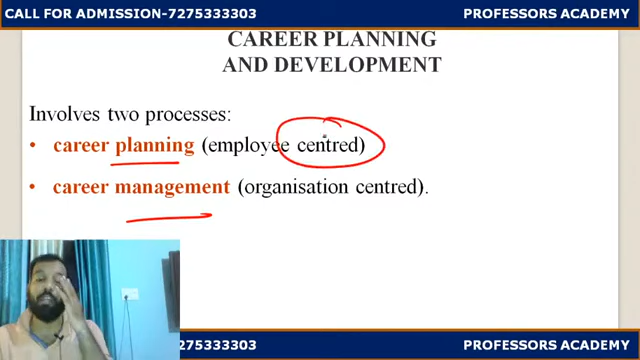 CALL FOR ADMISSION-7275333303 PROFESSORS ACADEMY
CAREER PLANNING
AND DEVELOPMENT
Involves two processes:
• career planning (employee centred)
• career management (organisation centred).
-7275333303 PROFESSORS ACADEMY